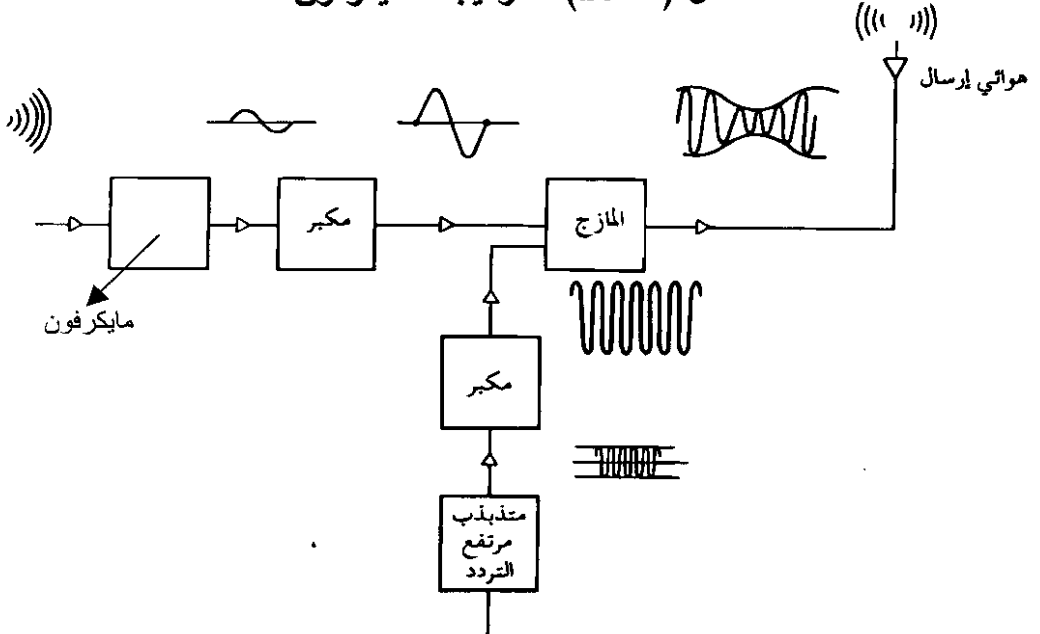 هوائي إرسال
مكبر
المازج
مايكرفون
مكبر
متذبذب
مرتفع
التردد